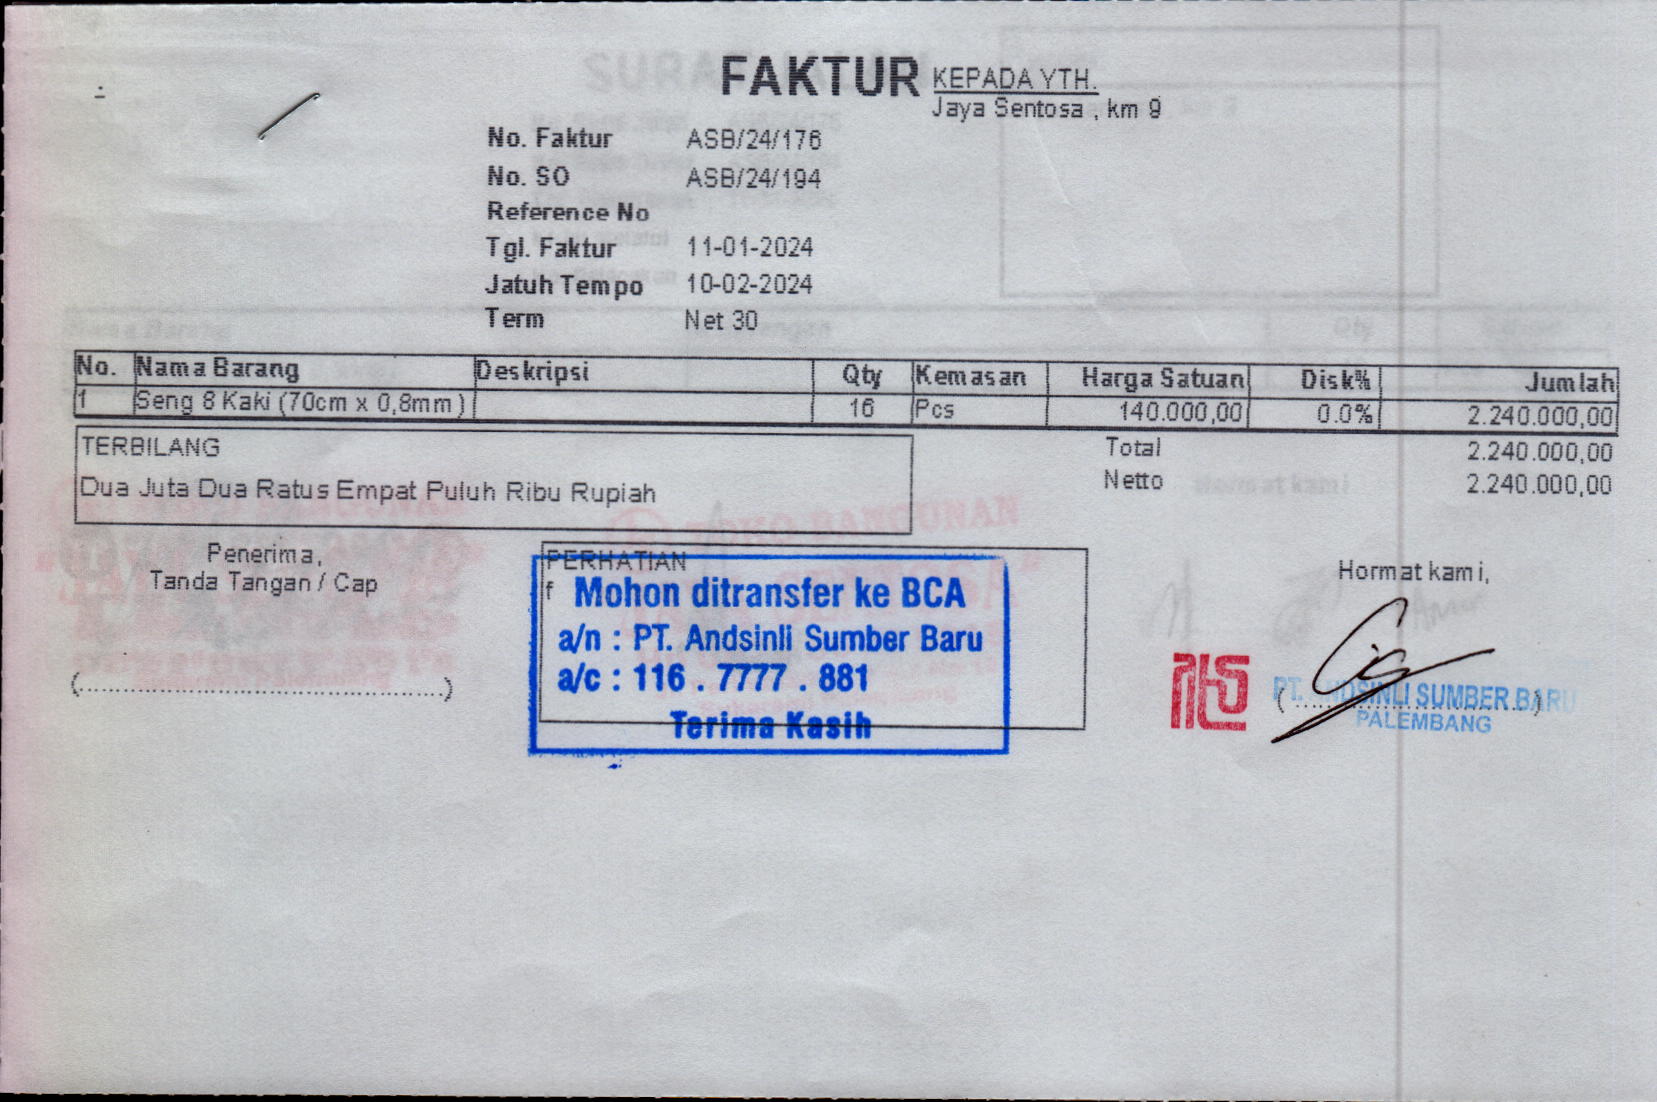 FAKTUR
KEPADA YTH.
Jaya Sentosa , km 9
No. Faktur ASB/24/176
No. SO ASB/24/194
Reference No
Tgl. Faktur 11-01-2024
Jatuh Tempo 10-02-2024
Term Net 30
No. Nama Barang Deskripsi Qty Kemasan Harga Satuan Disk% Jumlah
1 Seng 8 Kaki (70cm x 0,8mm) 16 Pcs 140.000,00 0.0% 2.240.000,00
TERBILANG
Dua Juta Dua Ratus Empat Puluh Ribu Rupiah
Total 2.240.000,00
Netto 2.240.000,00
Penerima,
Tanda Tangan / Cap
(......................................................)
PERHATIAN
f
Mohon ditransfer ke BCA
a/n : PT. Andsinli Sumber Baru
a/c : 116 . 7777 . 881
Terima Kasih
Hormat kami,
PT. ANDSINLI SUMBER BARU
PALEMBANG